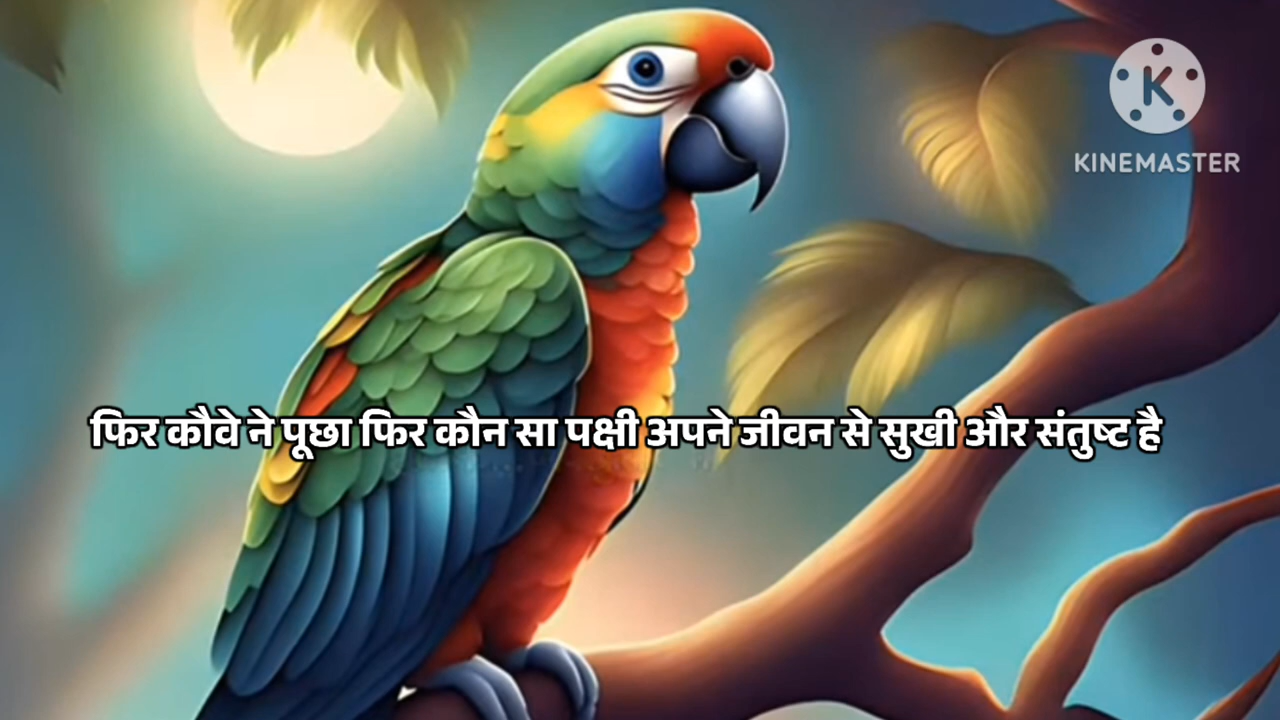 K
KINEMASTER
फिर कौवे ने पूछा फिर कौन सा पक्षी अपने जीवन से सुखी और संतुष्ट है